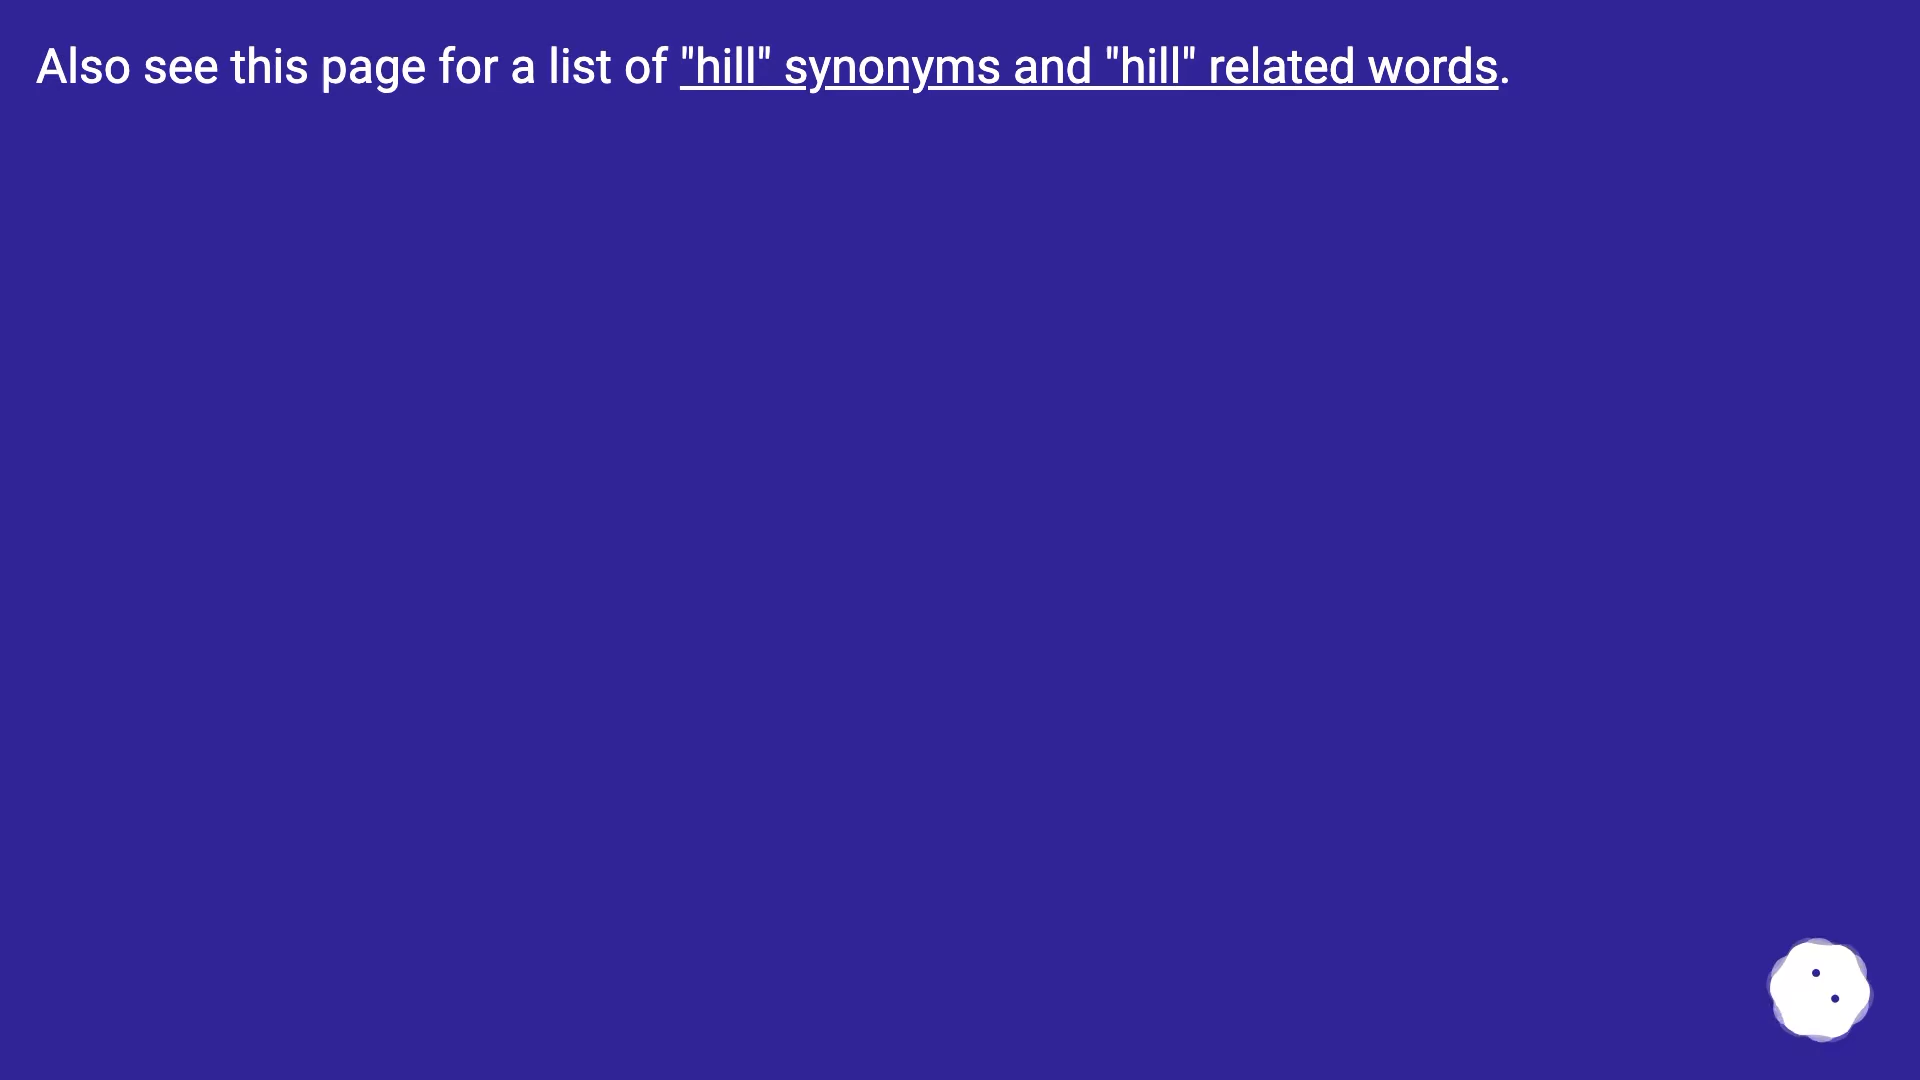 Also see this page for a list of "hill" synonyms and "hill" related words.